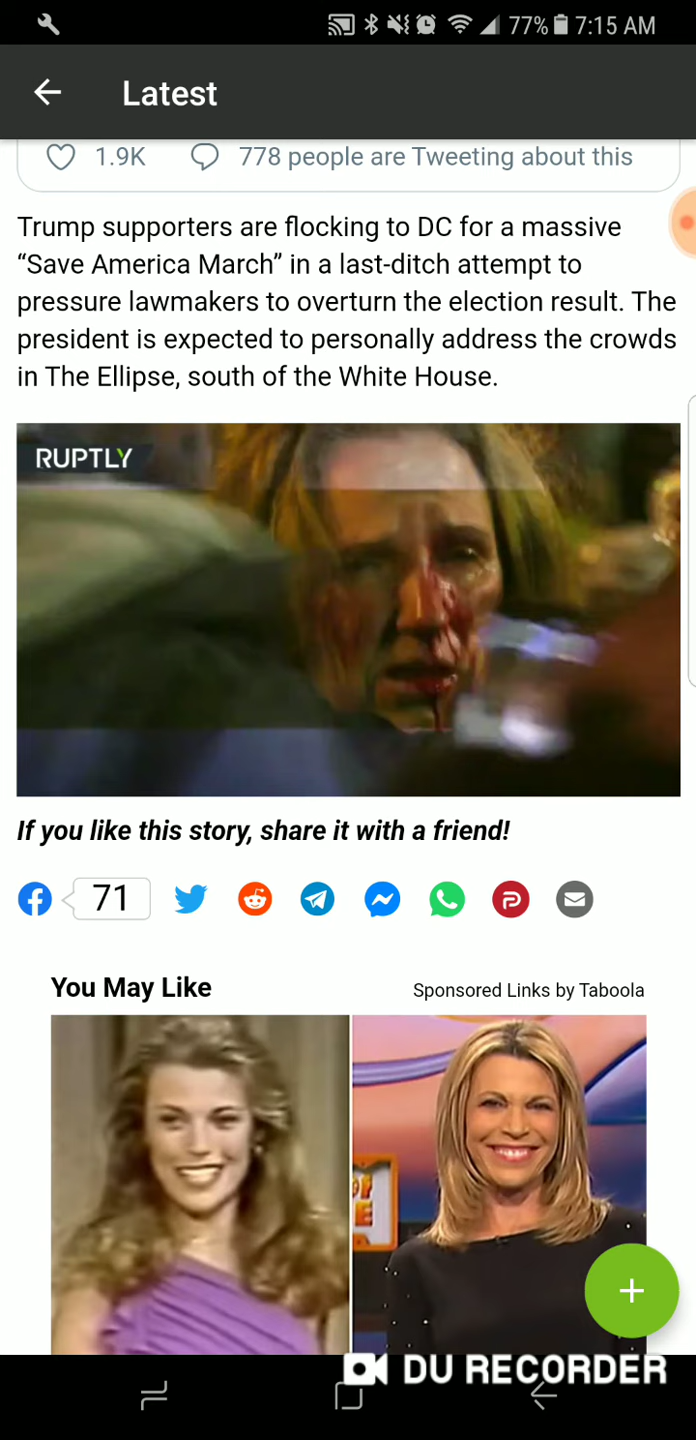 77% 7:15 AM
Latest
1.9K 778 people are Tweeting about this
Trump supporters are flocking to DC for a massive
“Save America March” in a last-ditch attempt to
pressure lawmakers to overturn the election result. The
president is expected to personally address the crowds
in The Ellipse, south of the White House.
RUPTLY
If you like this story, share it with a friend!
71
You May Like Sponsored Links by Taboola
DU RECORDER